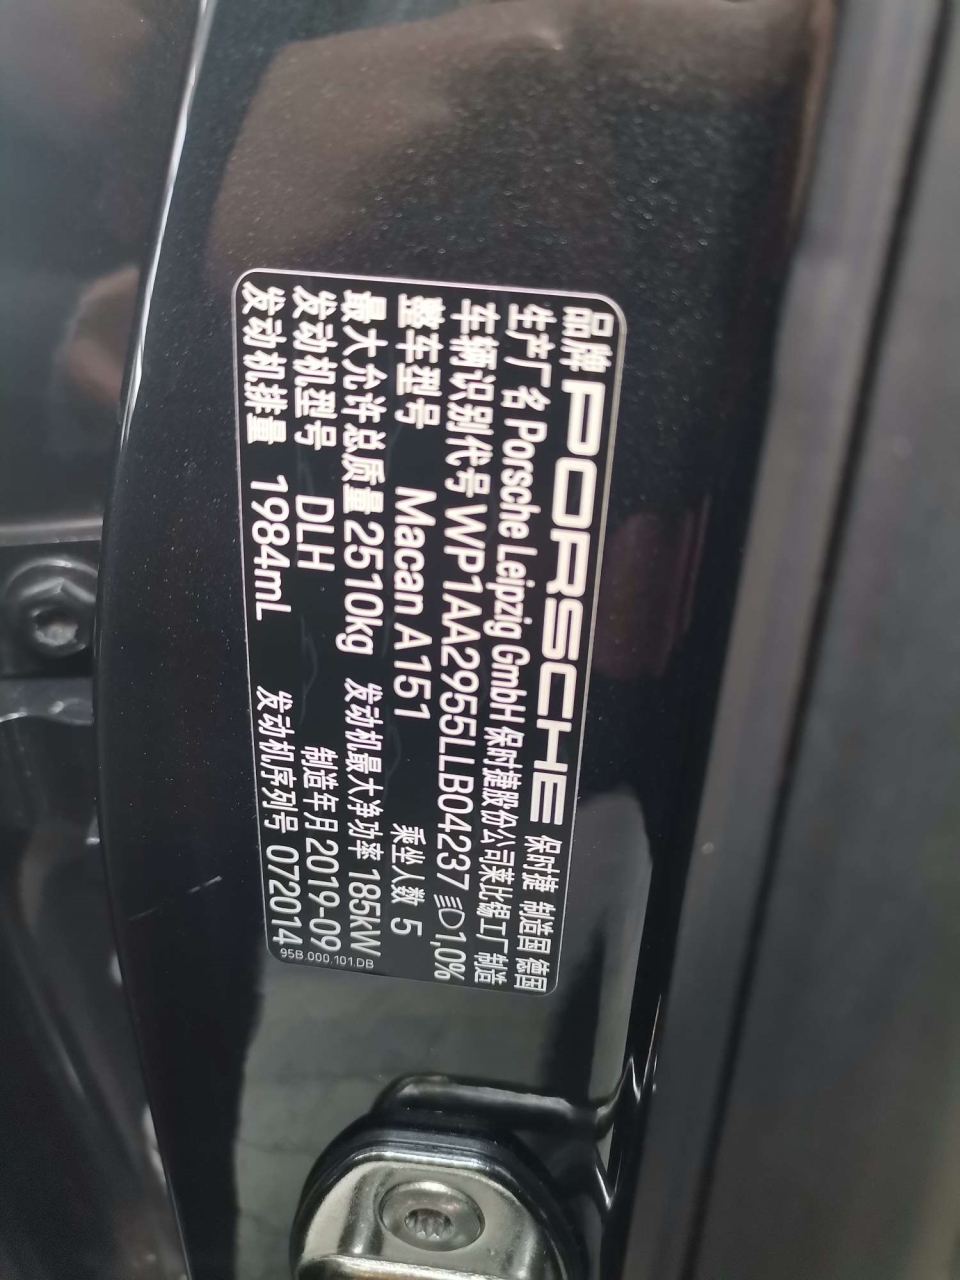 品牌 PORSCHE 保时捷 制造国 德国
生产厂名 Porsche Leipzig GmbH 保时捷股份公司莱比锡工厂制造
车辆识别代号 WP1AA2955LLB04237 1,0%
整车型号 Macan A151 乘坐人数 5
最大允许总质量 2510kg 发动机最大净功率 185kW
发动机型号 DLH 制造年月 2019-09
发动机排量 1984mL 发动机序列号 072014
95B.000.101.DB